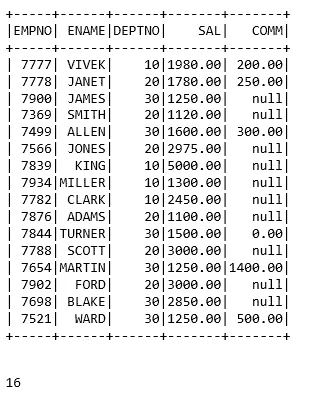 +-----+------+------+-------+-------+
|EMPNO| ENAME|DEPTNO|    SAL|   COMM|
+-----+------+------+-------+-------+
| 7777| VIVEK|    10|1980.00| 200.00|
| 7778| JANET|    20|1780.00| 250.00|
| 7900| JAMES|    30|1250.00|   null|
| 7369| SMITH|    20|1120.00|   null|
| 7499| ALLEN|    30|1600.00| 300.00|
| 7566| JONES|    20|2975.00|   null|
| 7839|  KING|    10|5000.00|   null|
| 7934|MILLER|    10|1300.00|   null|
| 7782| CLARK|    10|2450.00|   null|
| 7876| ADAMS|    20|1100.00|   null|
| 7844|TURNER|    30|1500.00|   0.00|
| 7788| SCOTT|    20|3000.00|   null|
| 7654|MARTIN|    30|1250.00|1400.00|
| 7902|  FORD|    20|3000.00|   null|
| 7698| BLAKE|    30|2850.00|   null|
| 7521|  WARD|    30|1250.00| 500.00|
+-----+------+------+-------+-------+
16